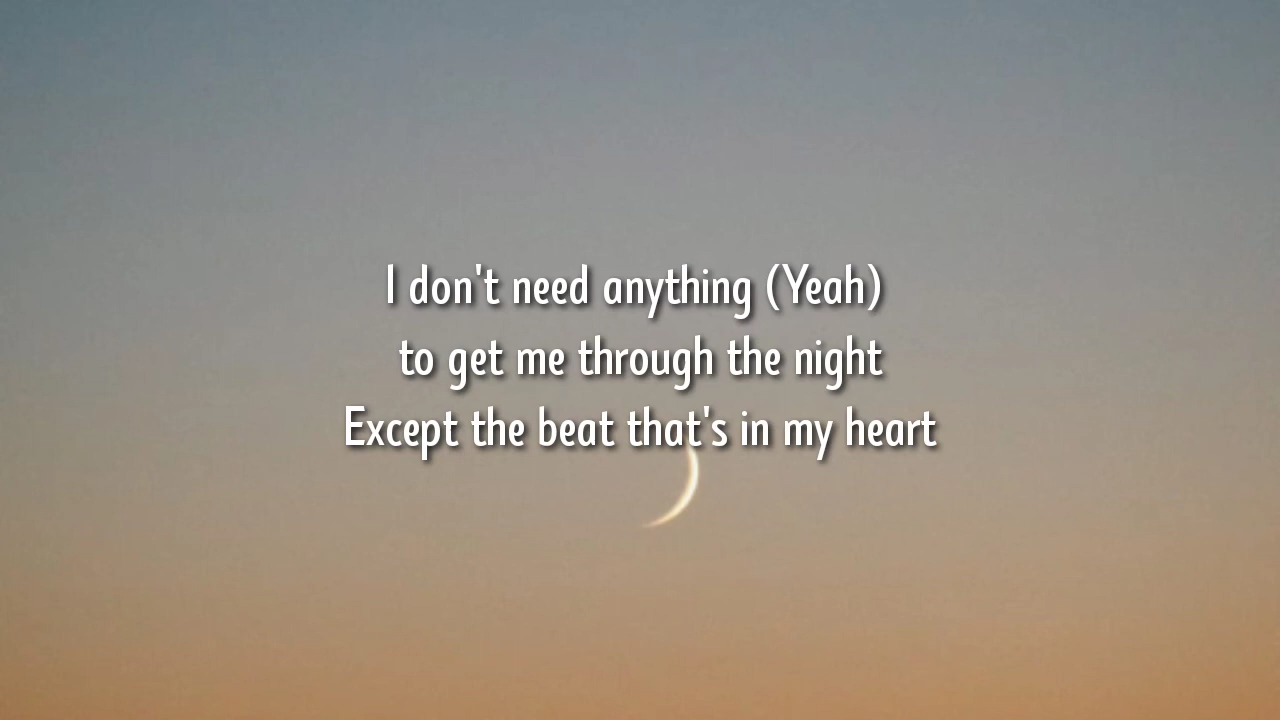 I don't need anything (Yeah)
to get me through the night
Except the beat that's in my heart